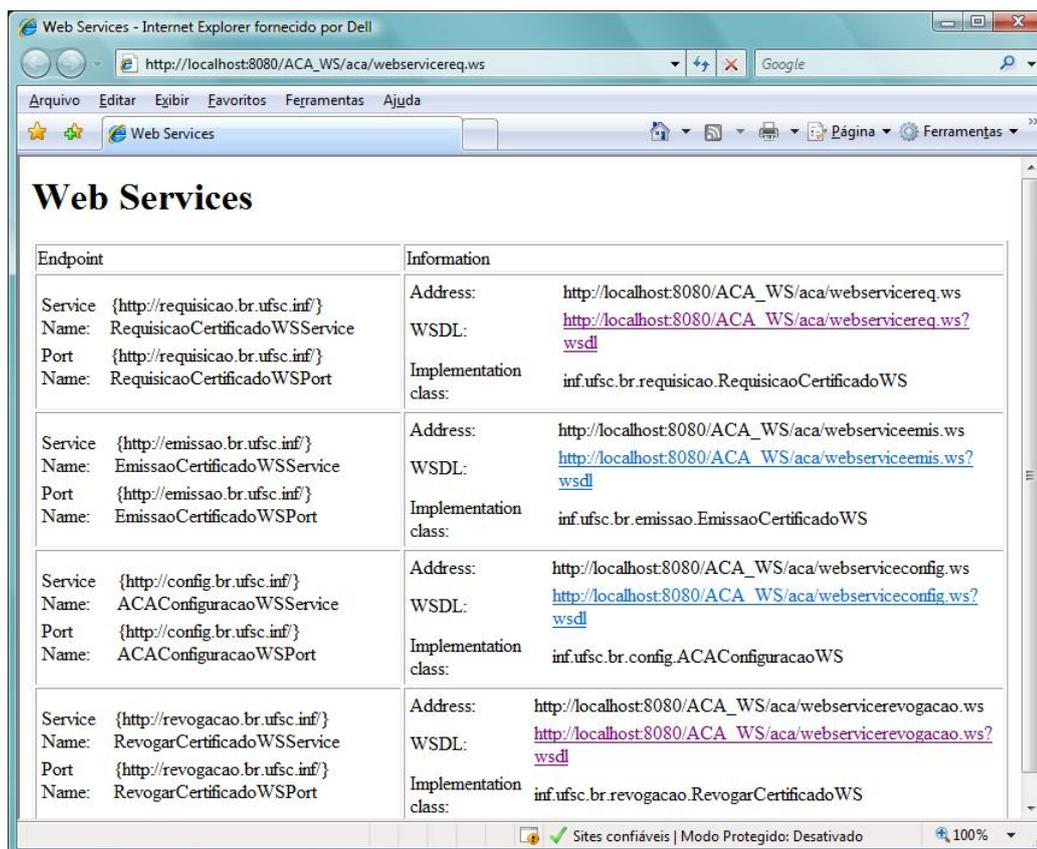 Web Services - Internet Explorer fornecido por Dell
http://localhost:8080/ACA_WS/aca/webservicereq.ws
Google
Arquivo Editar Exibir Favoritos Ferramentas Ajuda
Web Services
Página
Ferramentas
Web Services
Endpoint
Information
Service {http://requisicao.br.ufsc.inf/}
Name: RequisicaoCertificadoWSService
Port {http://requisicao.br.ufsc.inf/}
Name: RequisicaoCertificadoWSPort
Address: http://localhost:8080/ACA_WS/aca/webservicereq.ws
WSDL: http://localhost:8080/ACA_WS/aca/webservicereq.ws?
wsdl
Implementation
class: inf.ufsc.br.requisicao.RequisicaoCertificadoWS
Service {http://emissao.br.ufsc.inf/}
Name: EmissaoCertificadoWSService
Port {http://emissao.br.ufsc.inf/}
Name: EmissaoCertificadoWSPort
Address: http://localhost:8080/ACA_WS/aca/webserviceemis.ws
WSDL: http://localhost:8080/ACA_WS/aca/webserviceemis.ws?
wsdl
Implementation
class: inf.ufsc.br.emissao.EmissaoCertificadoWS
Service {http://config.br.ufsc.inf/}
Name: ACAConfiguracaoWSService
Port {http://config.br.ufsc.inf/}
Name: ACAConfiguracaoWSPort
Address: http://localhost:8080/ACA_WS/aca/webserviceconfig.ws
WSDL: http://localhost:8080/ACA_WS/aca/webserviceconfig.ws?
wsdl
Implementation
class: inf.ufsc.br.config.ACAConfiguracaoWS
Service {http://revogacao.br.ufsc.inf/}
Name: RevogarCertificadoWSService
Port {http://revogacao.br.ufsc.inf/}
Name: RevogarCertificadoWSPort
Address: http://localhost:8080/ACA_WS/aca/webservicerevogacao.ws
WSDL: http://localhost:8080/ACA_WS/aca/webservicerevogacao.ws?
wsdl
Implementation
class: inf.ufsc.br.revogacao.RevogarCertificadoWS
Sites confiáveis | Modo Protegido: Desativado
100%